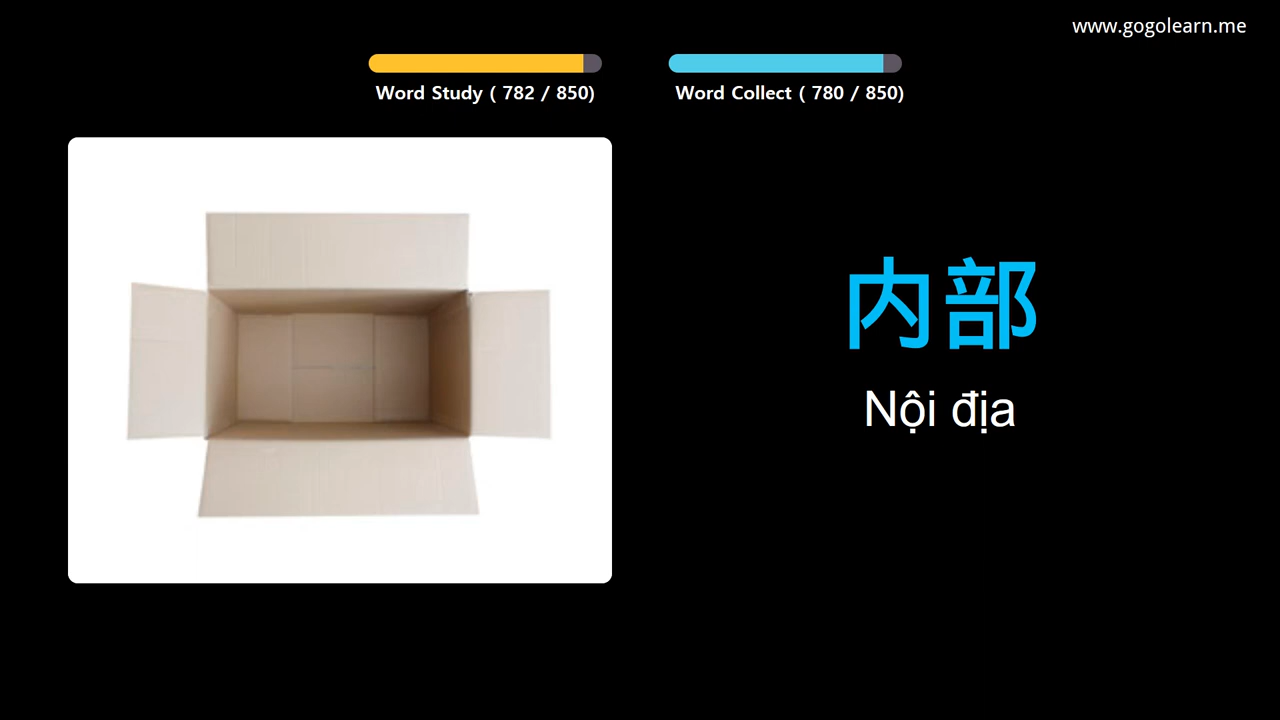 www.gogolearn.me
Word Study ( 782 / 850)
Word Collect ( 780 / 850)
内部
Nội địa